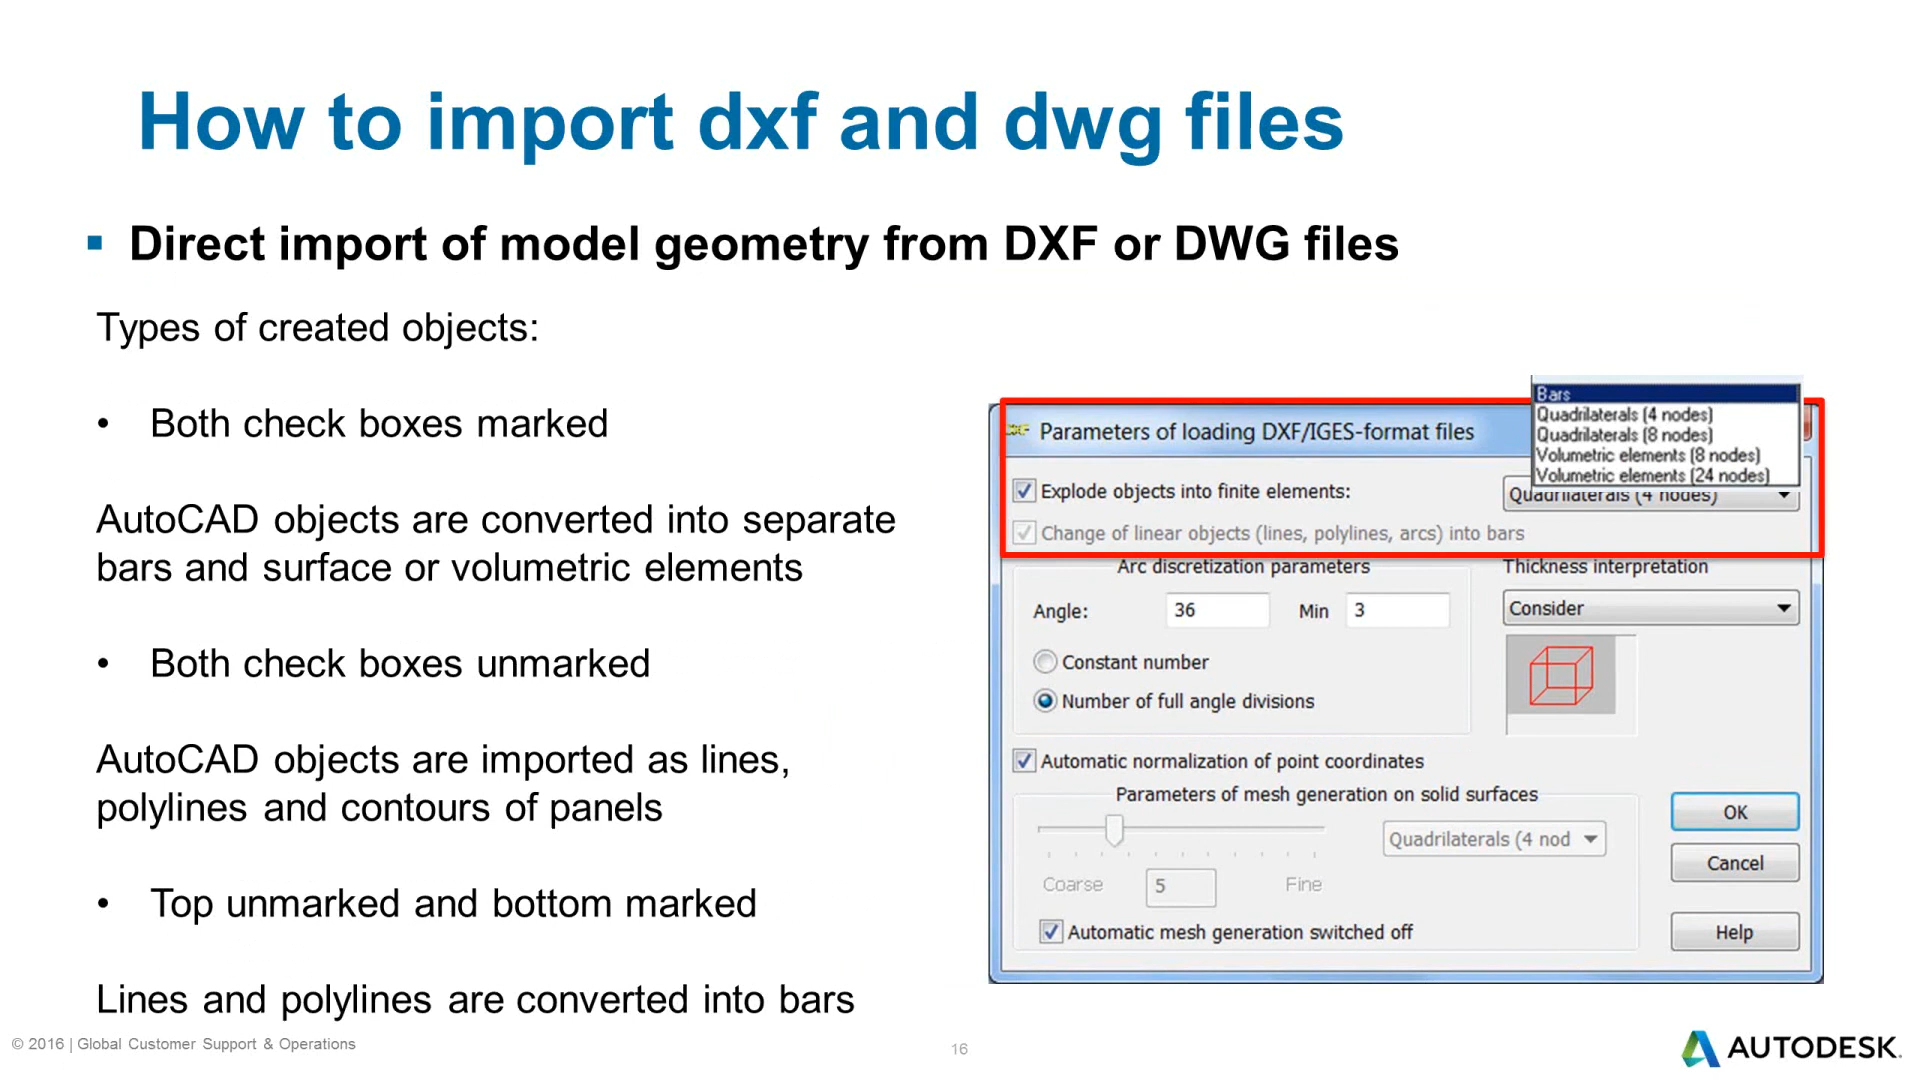 How to import dxf and dwg files
▪ Direct import of model geometry from DXF or DWG files
Types of created objects:
• Both check boxes marked
AutoCAD objects are converted into separate
bars and surface or volumetric elements
• Both check boxes unmarked
AutoCAD objects are imported as lines,
polylines and contours of panels
• Top unmarked and bottom marked
Lines and polylines are converted into bars
Bars
Quadrilaterals (4 nodes)
Quadrilaterals (8 nodes)
Volumetric elements (8 nodes)
Volumetric elements (24 nodes)
DXF Parameters of loading DXF/IGES-format files
Explode objects into finite elements:
Quadrilaterals (4 nodes)
Change of linear objects (lines, polylines, arcs) into bars
Arc discretization parameters
Thickness interpretation
Angle: 36 Min 3
Consider
Constant number
Number of full angle divisions
Automatic normalization of point coordinates
Parameters of mesh generation on solid surfaces
Quadrilaterals (4 nod
Coarse 5 Fine
Automatic mesh generation switched off
OK
Cancel
Help
© 2016 | Global Customer Support & Operations
16
AUTODESK.